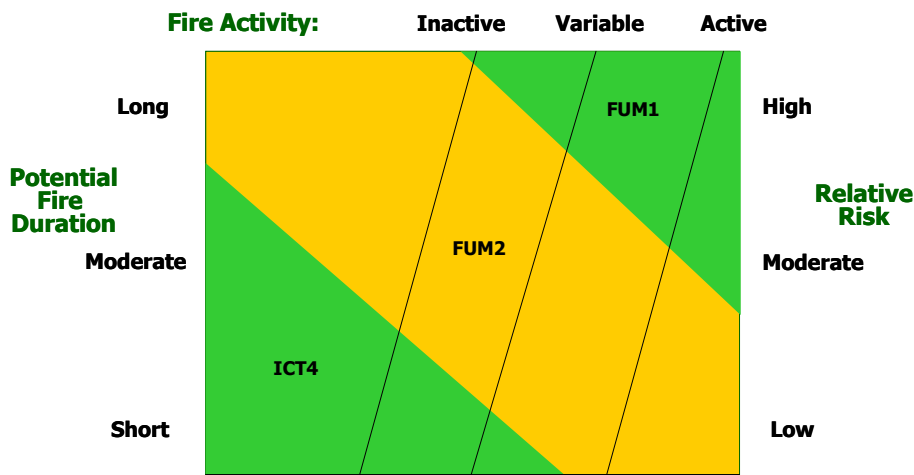 Fire Activity: Inactive Variable Active
Long FUM1 High
Potential
Fire
Duration
Relative
Risk
FUM2
Moderate Moderate
ICT4
Short Low